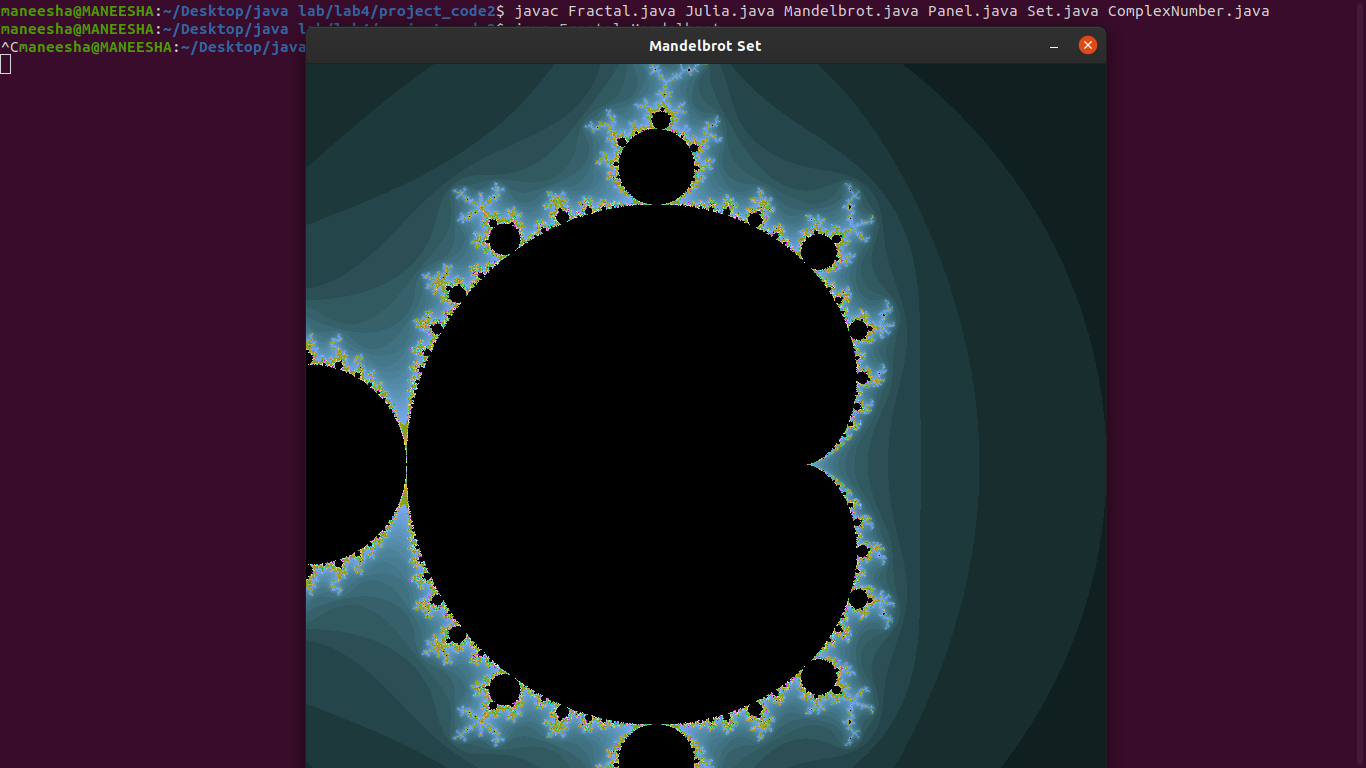 maneesha@MANEESHA:~/Desktop/java lab/lab4/project_code2$ javac Fractal.java Julia.java Mandelbrot.java Panel.java Set.java ComplexNumber.java
maneesha@MANEESHA:~/Desktop/java
^Cmaneesha@MANEESHA:~/Desktop/java
Mandelbrot Set